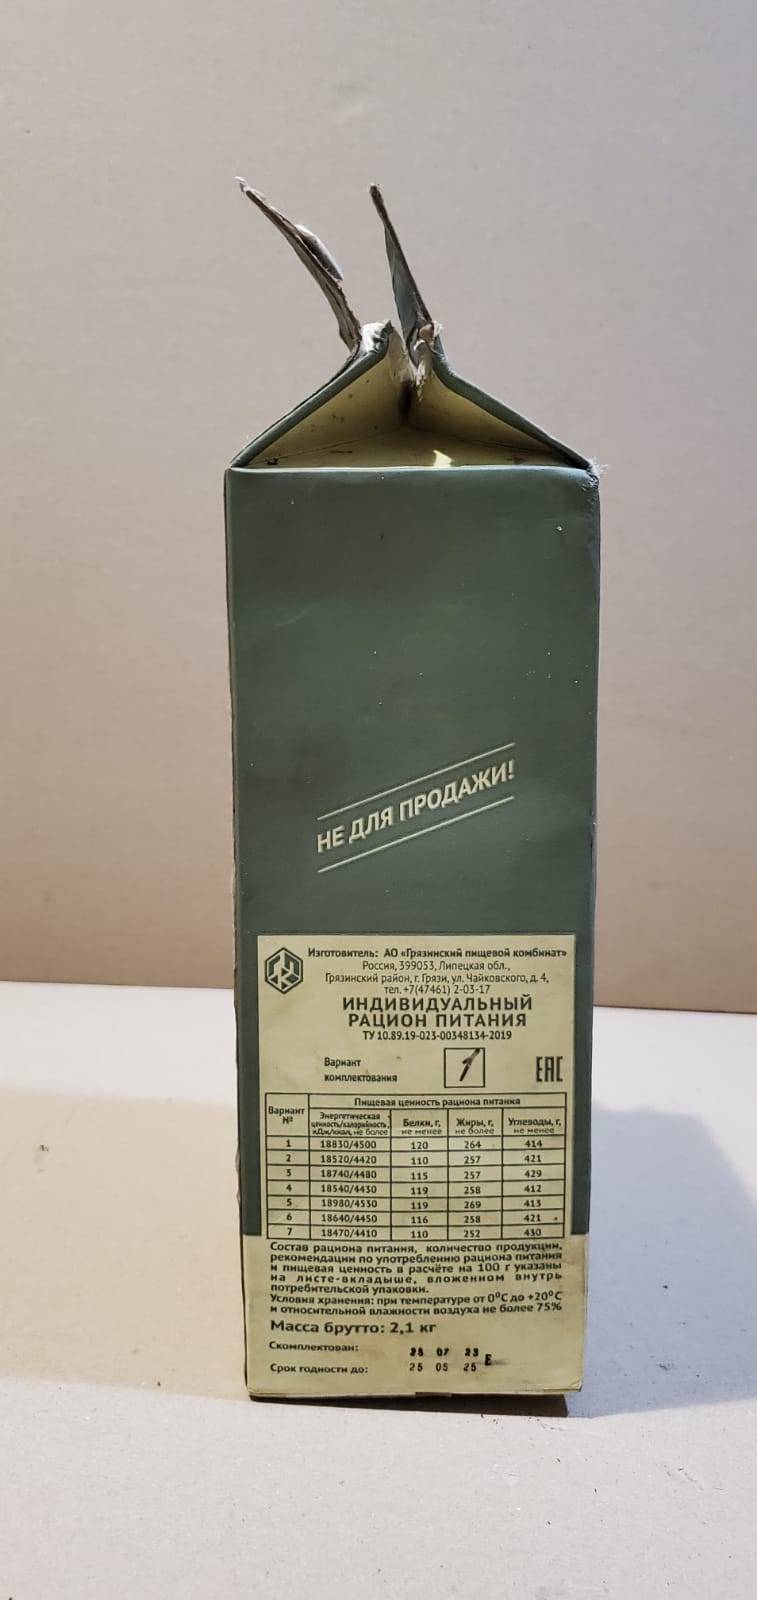 НЕ ДЛЯ ПРОДАЖИ!
Изготовитель: АО «Грязинский пищевой комбинат»
Россия, 399053, Липецкая обл.,
Грязинский район, г. Грязи, ул. Чайковского, д. 4,
тел. +7(47461) 2-03-17
ИНДИВИДУАЛЬНЫЙ
РАЦИОН ПИТАНИЯ
ТУ 10.89.19-023-00348134-2019
Вариант
комплектования
1
ЕАС
Вариант №
Пищевая ценность рациона питания
Энергетическая ценность/калорийность, кДж/ккал, не более Белки, г, не менее Жиры, г, не более Углеводы, г, не менее
1 18830/4500 120 264 414
2 18520/4420 110 257 421
3 18740/4480 115 257 429
4 18540/4430 119 258 412
5 18980/4530 119 269 413
6 18640/4450 116 258 421
7 18470/4410 110 252 430
Состав рациона питания, количество продукции,
рекомендации по употреблению рациона питания
и пищевая ценность в расчёте на 100 г указаны
на листе-вкладыше, вложенном внутрь
потребительской упаковки.
Условия хранения: при температуре от 0°С до +20°С
и относительной влажности воздуха не более 75%
Масса брутто: 2,1 кг
Скомплектован: 07 23 Е
Срок годности до: 25 05 25